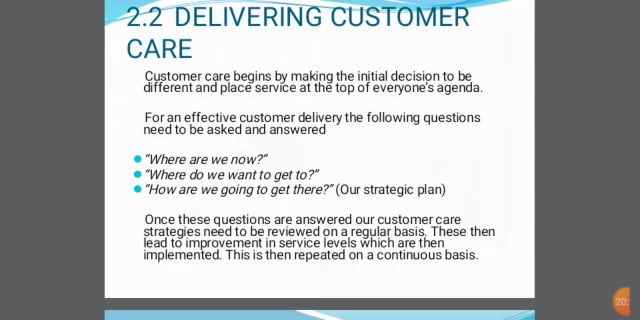 2.2 DELIVERING CUSTOMER
CARE
Customer care begins by making the initial decision to be
different and place service at the top of everyone's agenda.
For an effective customer delivery the following questions
need to be asked and answered
“Where are we now?”
“Where do we want to get to?”
“How are we going to get there?” (Our strategic plan)
Once these questions are answered our customer care
strategies need to be reviewed on a regular basis. These then
lead to improvement in service levels which are then
implemented. This is then repeated on a continuous basis.
20: